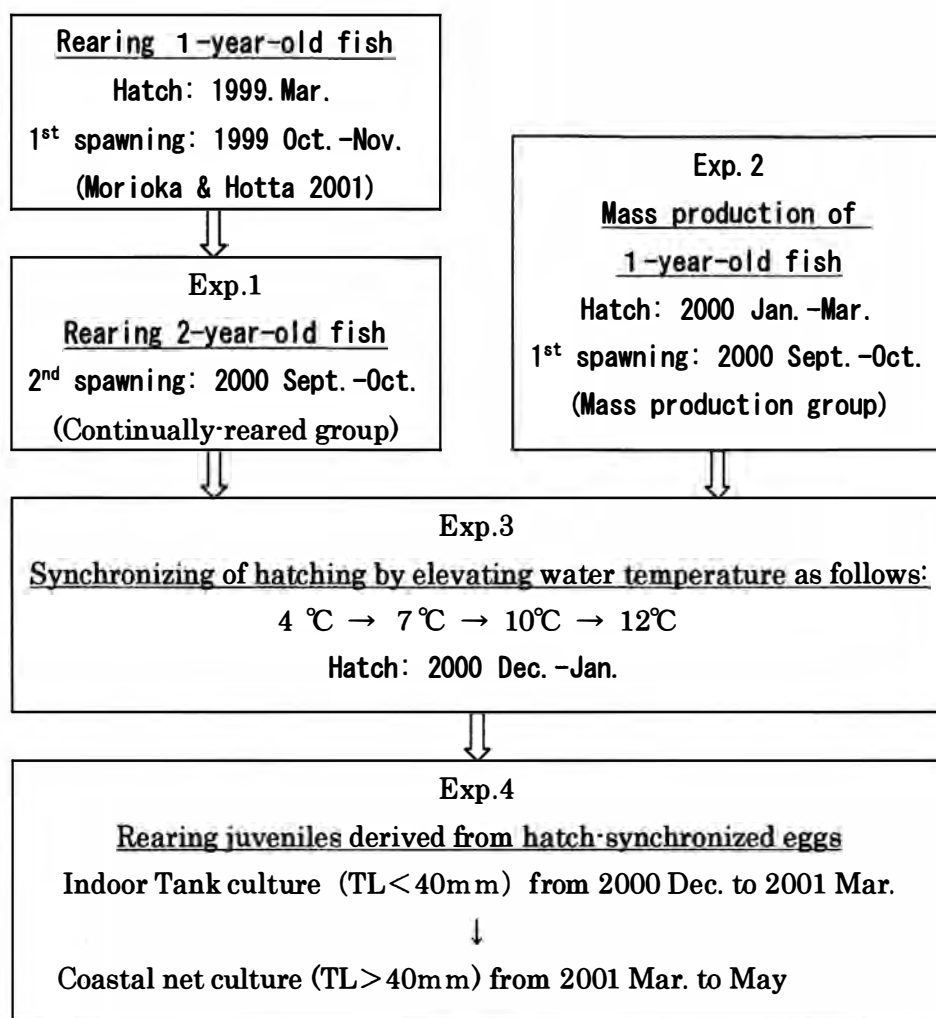 Rearing 1-year-old fish
Hatch: 1999. Mar.
1st spawning: 1999 Oct.-Nov.
(Morioka & Hotta 2001)
Exp.1
Rearing 2-year-old fish
2nd spawning: 2000 Sept.-Oct.
(Continually-reared group)
Exp. 2
Mass production of
1-year-old fish
Hatch: 2000 Jan.-Mar.
1st spawning: 2000 Sept.-Oct.
(Mass production group)
Exp.3
Synchronizing of hatching by elevating water temperature as follows:
4 ℃ → 7℃ → 10℃ → 12℃
Hatch: 2000 Dec.-Jan.
Exp.4
Rearing juveniles derived from hatch-synchronized eggs
Indoor Tank culture (TL<40mm) from 2000 Dec. to 2001 Mar.
↓
Coastal net culture (TL>40mm) from 2001 Mar. to May